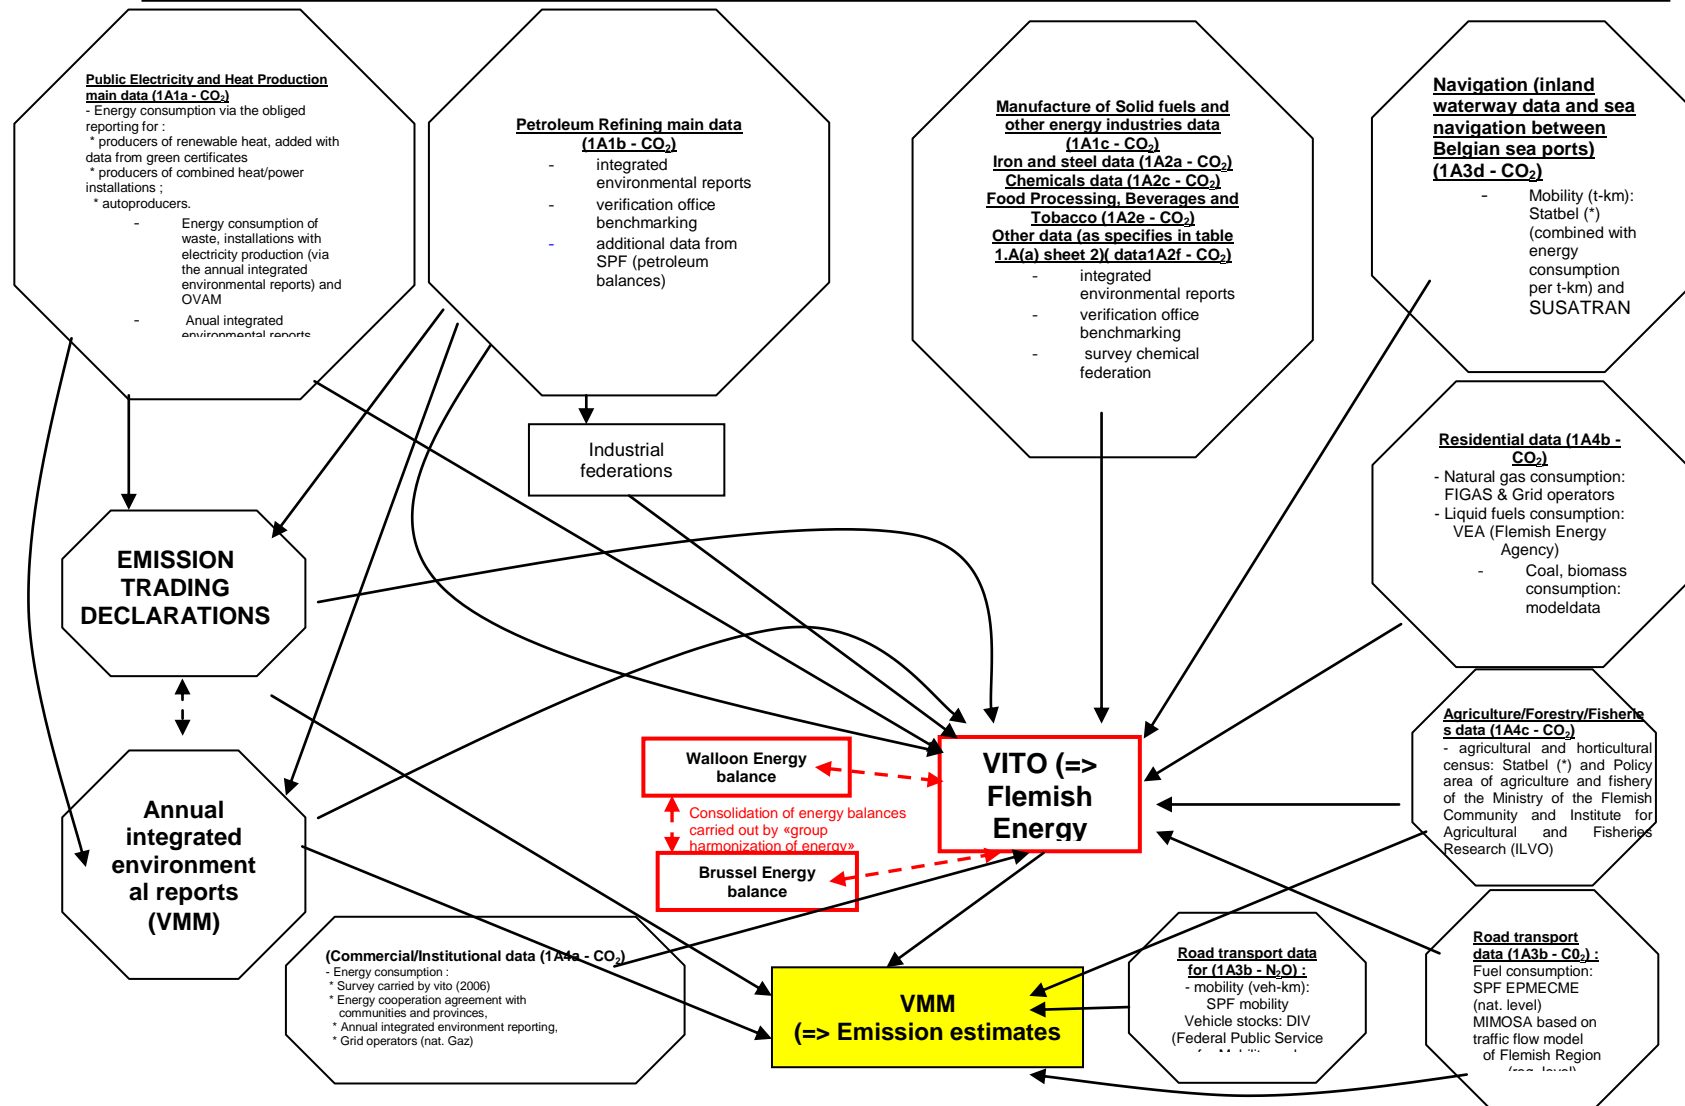 Public Electricity and Heat Production
main data (1A1a - CO₂)
- Energy consumption via the obliged
reporting for :
* producers of renewable heat, added with
data from green certificates
* producers of combined heat/power
installations ;
* autoproducers.
- Energy consumption of
waste, installations with
electricity production (via
the annual integrated
environmental reports) and
OVAM
- Anual integrated
environmental reports
Petroleum Refining main data
(1A1b - CO₂)
- integrated
environmental reports
- verification office
benchmarking
- additional data from
SPF (petroleum
balances)
Manufacture of Solid fuels and
other energy industries data
(1A1c - CO₂)
Iron and steel data (1A2a - CO₂)
Chemicals data (1A2c - CO₂)
Food Processing, Beverages and
Tobacco (1A2e - CO₂)
Other data (as specifies in table
1.A(a) sheet 2)( data1A2f - CO₂)
- integrated
environmental reports
- verification office
benchmarking
- survey chemical
federation
Navigation (inland
waterway data and sea
navigation between
Belgian sea ports)
(1A3d - CO₂)
- Mobility (t-km):
Statbel (*)
(combined with
energy
consumption
per t-km) and
SUSATRAN
Industrial
federations
Residential data (1A4b -
CO₂)
- Natural gas consumption:
FIGAS & Grid operators
- Liquid fuels consumption:
VEA (Flemish Energy
Agency)
- Coal, biomass
consumption:
modeldata
EMISSION
TRADING
DECLARATIONS
Agriculture/Forestry/Fisherie
s data (1A4c - CO₂)
- agricultural and horticultural
census: Statbel (*) and Policy
area of agriculture and fishery
of the Ministry of the Flemish
Community and Institute for
Agricultural and Fisheries
Research (ILVO)
Walloon Energy
balance
Consolidation of energy balances
carried out by «group
harmonization of energy»
Brussel Energy
balance
VITO (=>
Flemish
Energy
Annual
integrated
environment
al reports
(VMM)
(Commercial/Institutional data (1A4a - CO₂)
- Energy consumption :
* Survey carried by vito (2006)
* Energy cooperation agreement with
communities and provinces,
* Annual integrated environment reporting,
* Grid operators (nat. Gaz)
VMM
(=> Emission estimates
Road transport data
for (1A3b - N₂O) :
- mobility (veh-km):
SPF mobility
Vehicle stocks: DIV
(Federal Public Service
Road transport
data (1A3b - C0₂) :
Fuel consumption:
SPF EPMECME
(nat. level)
MIMOSA based on
traffic flow model
of Flemish Region
(reg. level)